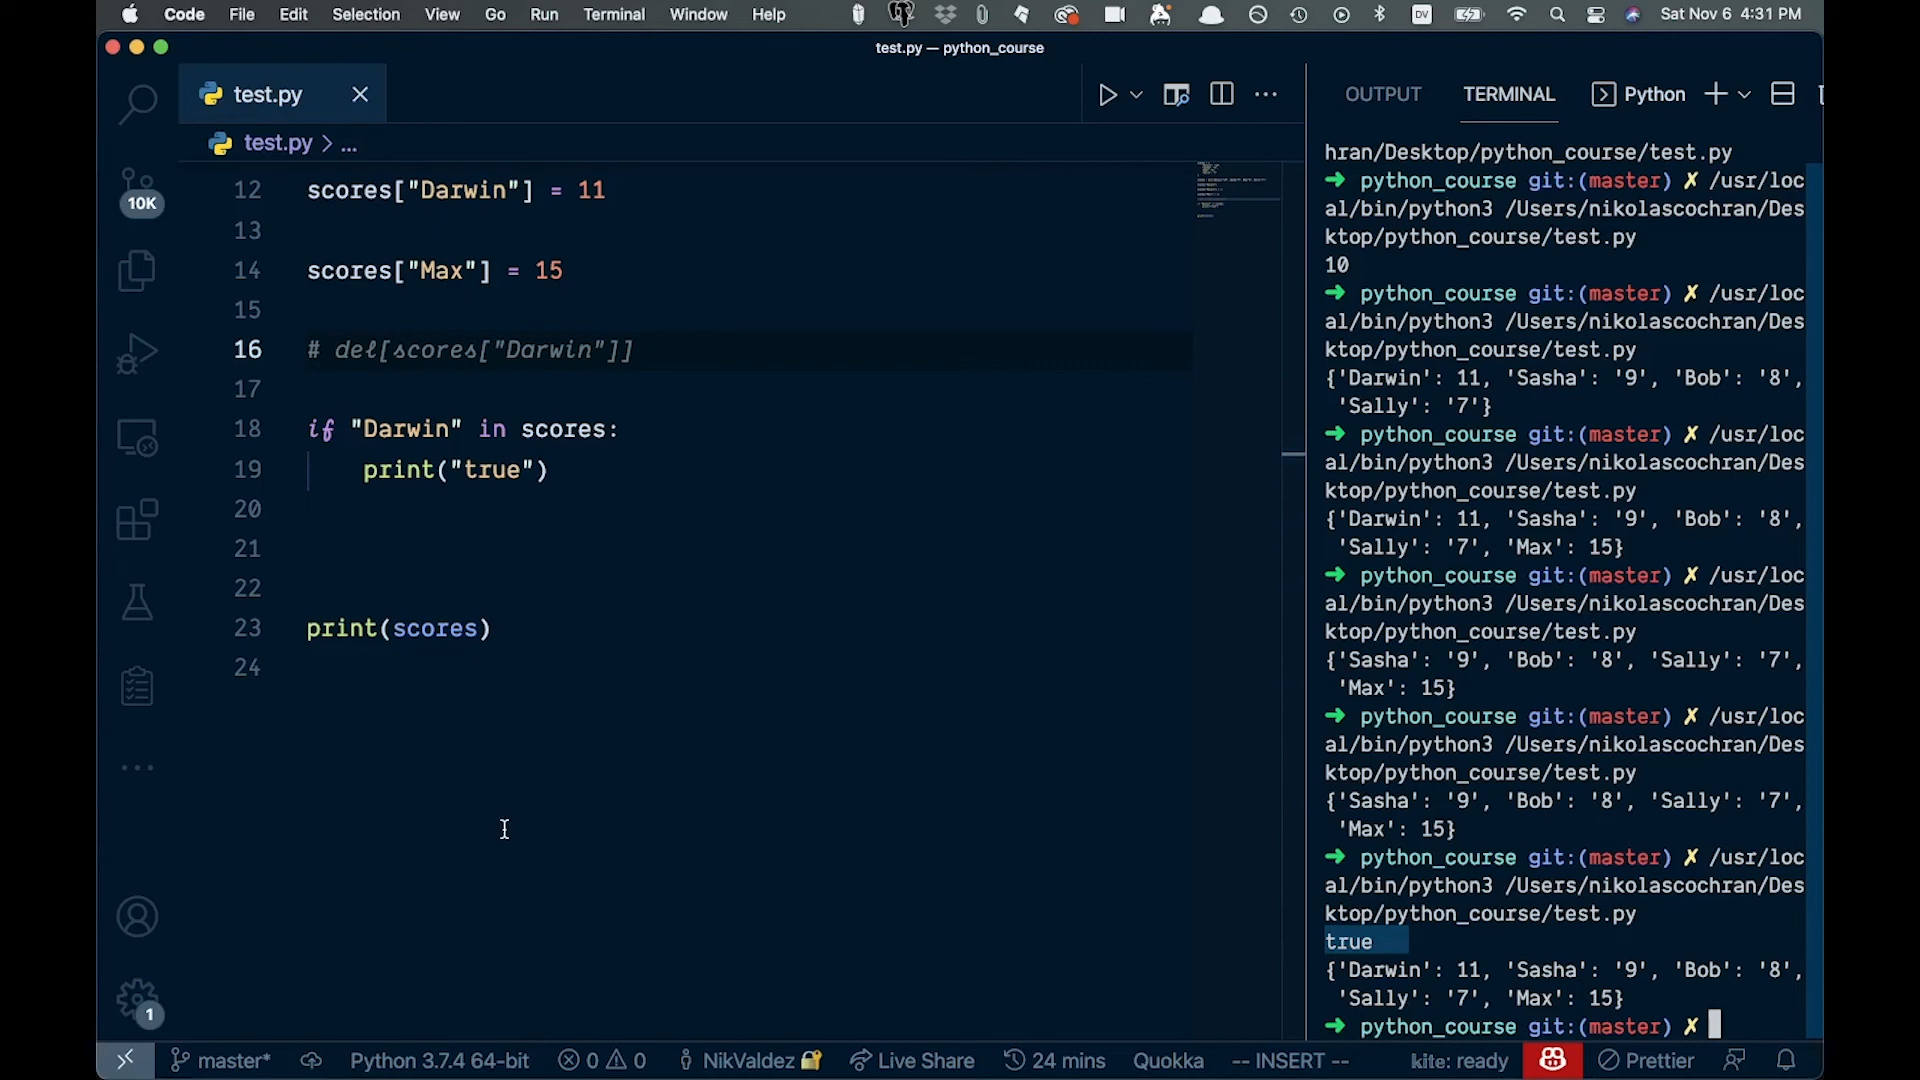 Code File Edit Selection View Go Run Terminal Window Help DV Sat Nov 6 4:31 PM
test.py — python_course
test.py
OUTPUT TERMINAL Python
test.py > ...
12 scores["Darwin"] = 11
13
14 scores["Max"] = 15
15
16 # del[scores["Darwin"]]
17
18 if "Darwin" in scores:
19 print("true")
20
21
22
23 print(scores)
24
10K
1
hran/Desktop/python_course/test.py
➜ python_course git:(master) ✗ /usr/loc
al/bin/python3 /Users/nikolascochran/Des
ktop/python_course/test.py
10
➜ python_course git:(master) ✗ /usr/loc
al/bin/python3 /Users/nikolascochran/Des
ktop/python_course/test.py
{'Darwin': 11, 'Sasha': '9', 'Bob': '8',
'Sally': '7'}
➜ python_course git:(master) ✗ /usr/loc
al/bin/python3 /Users/nikolascochran/Des
ktop/python_course/test.py
{'Darwin': 11, 'Sasha': '9', 'Bob': '8',
'Sally': '7', 'Max': 15}
➜ python_course git:(master) ✗ /usr/loc
al/bin/python3 /Users/nikolascochran/Des
ktop/python_course/test.py
{'Sasha': '9', 'Bob': '8', 'Sally': '7',
'Max': 15}
➜ python_course git:(master) ✗ /usr/loc
al/bin/python3 /Users/nikolascochran/Des
ktop/python_course/test.py
{'Sasha': '9', 'Bob': '8', 'Sally': '7',
'Max': 15}
➜ python_course git:(master) ✗ /usr/loc
al/bin/python3 /Users/nikolascochran/Des
ktop/python_course/test.py
true
{'Darwin': 11, 'Sasha': '9', 'Bob': '8',
'Sally': '7', 'Max': 15}
➜ python_course git:(master) ✗
master* Python 3.7.4 64-bit 0 0 NikValdez Live Share 24 mins Quokka -- INSERT -- kite: ready Prettier